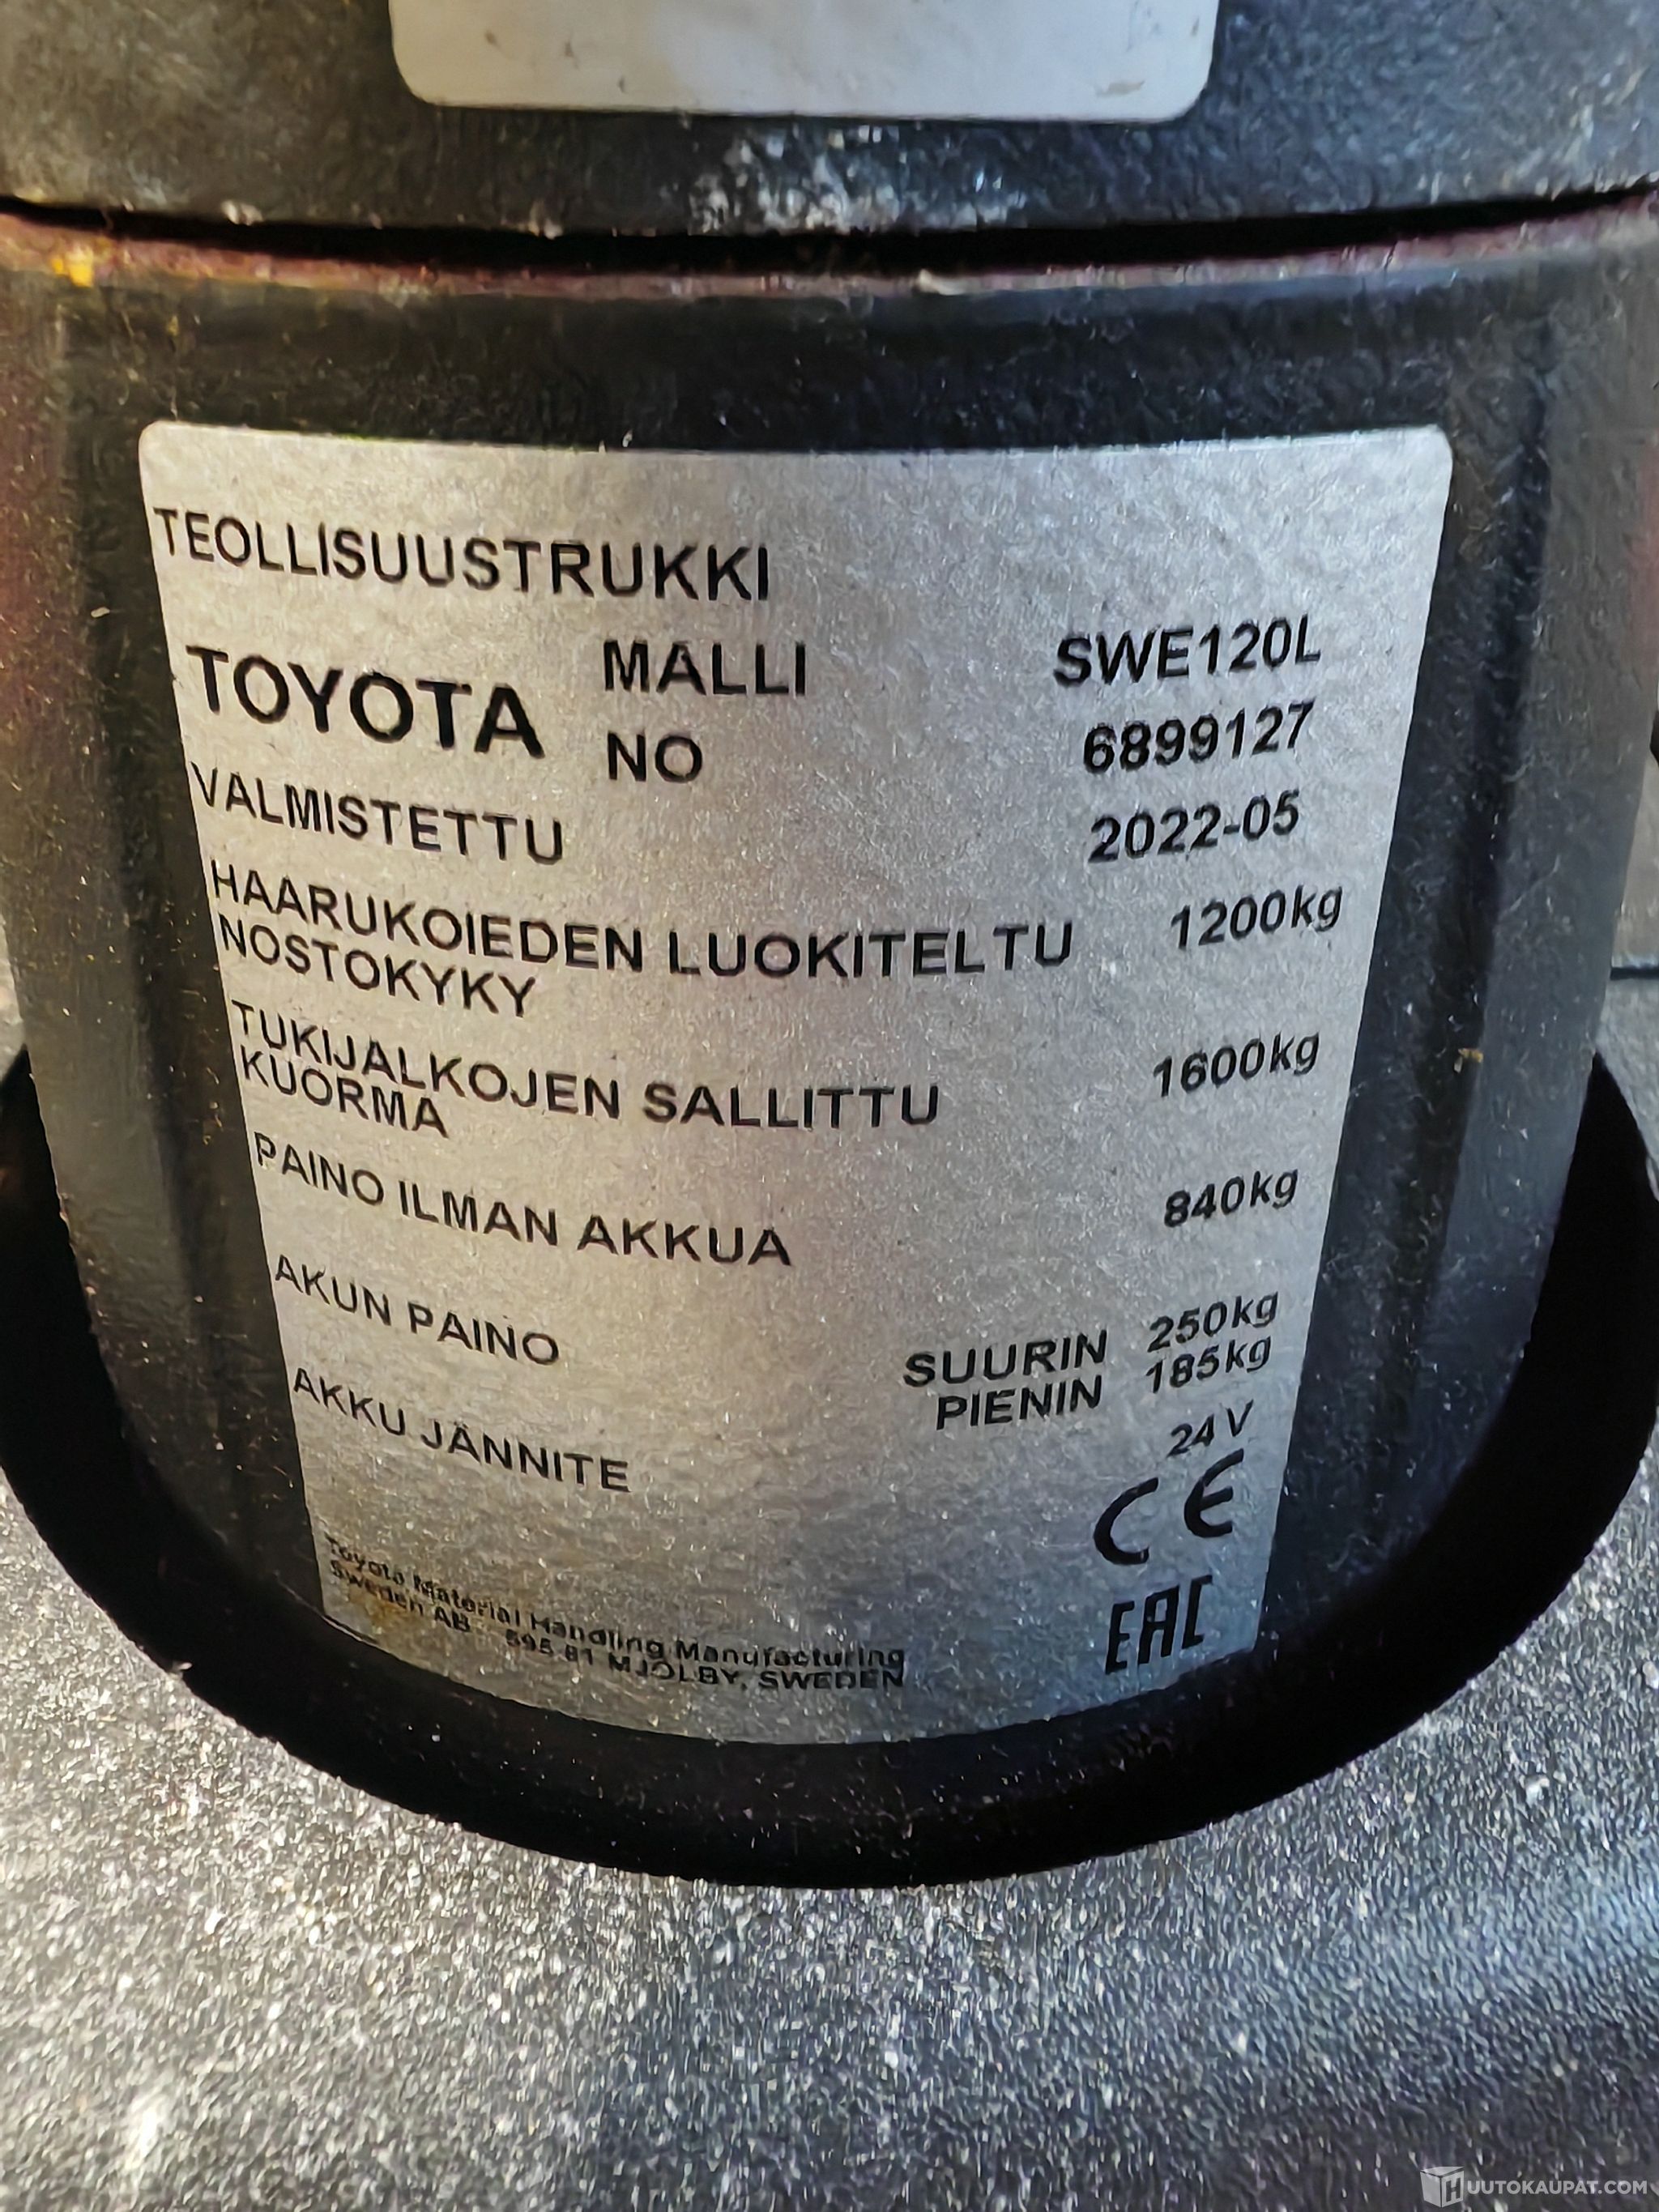 TEOLLISUUSTRUKKI
TOYOTA MALLI SWE120L
NO 6899127
VALMISTETTU 2022-05
HAARUKOIEDEN LUOKITELTU 1200kg
NOSTOKYKY
TUKIJALKOJEN SALLITTU 1600kg
KUORMA
PAINO ILMAN AKKUA 840kg
AKUN PAINO SUURIN 250kg
PIENIN 185kg
AKKU JÄNNITE 24V
CE
Toyota Material Handling Manufacturing
Sweden AB 595 81 MJÖLBY, SWEDEN
EAC
HUUTOKAUPAT.COM